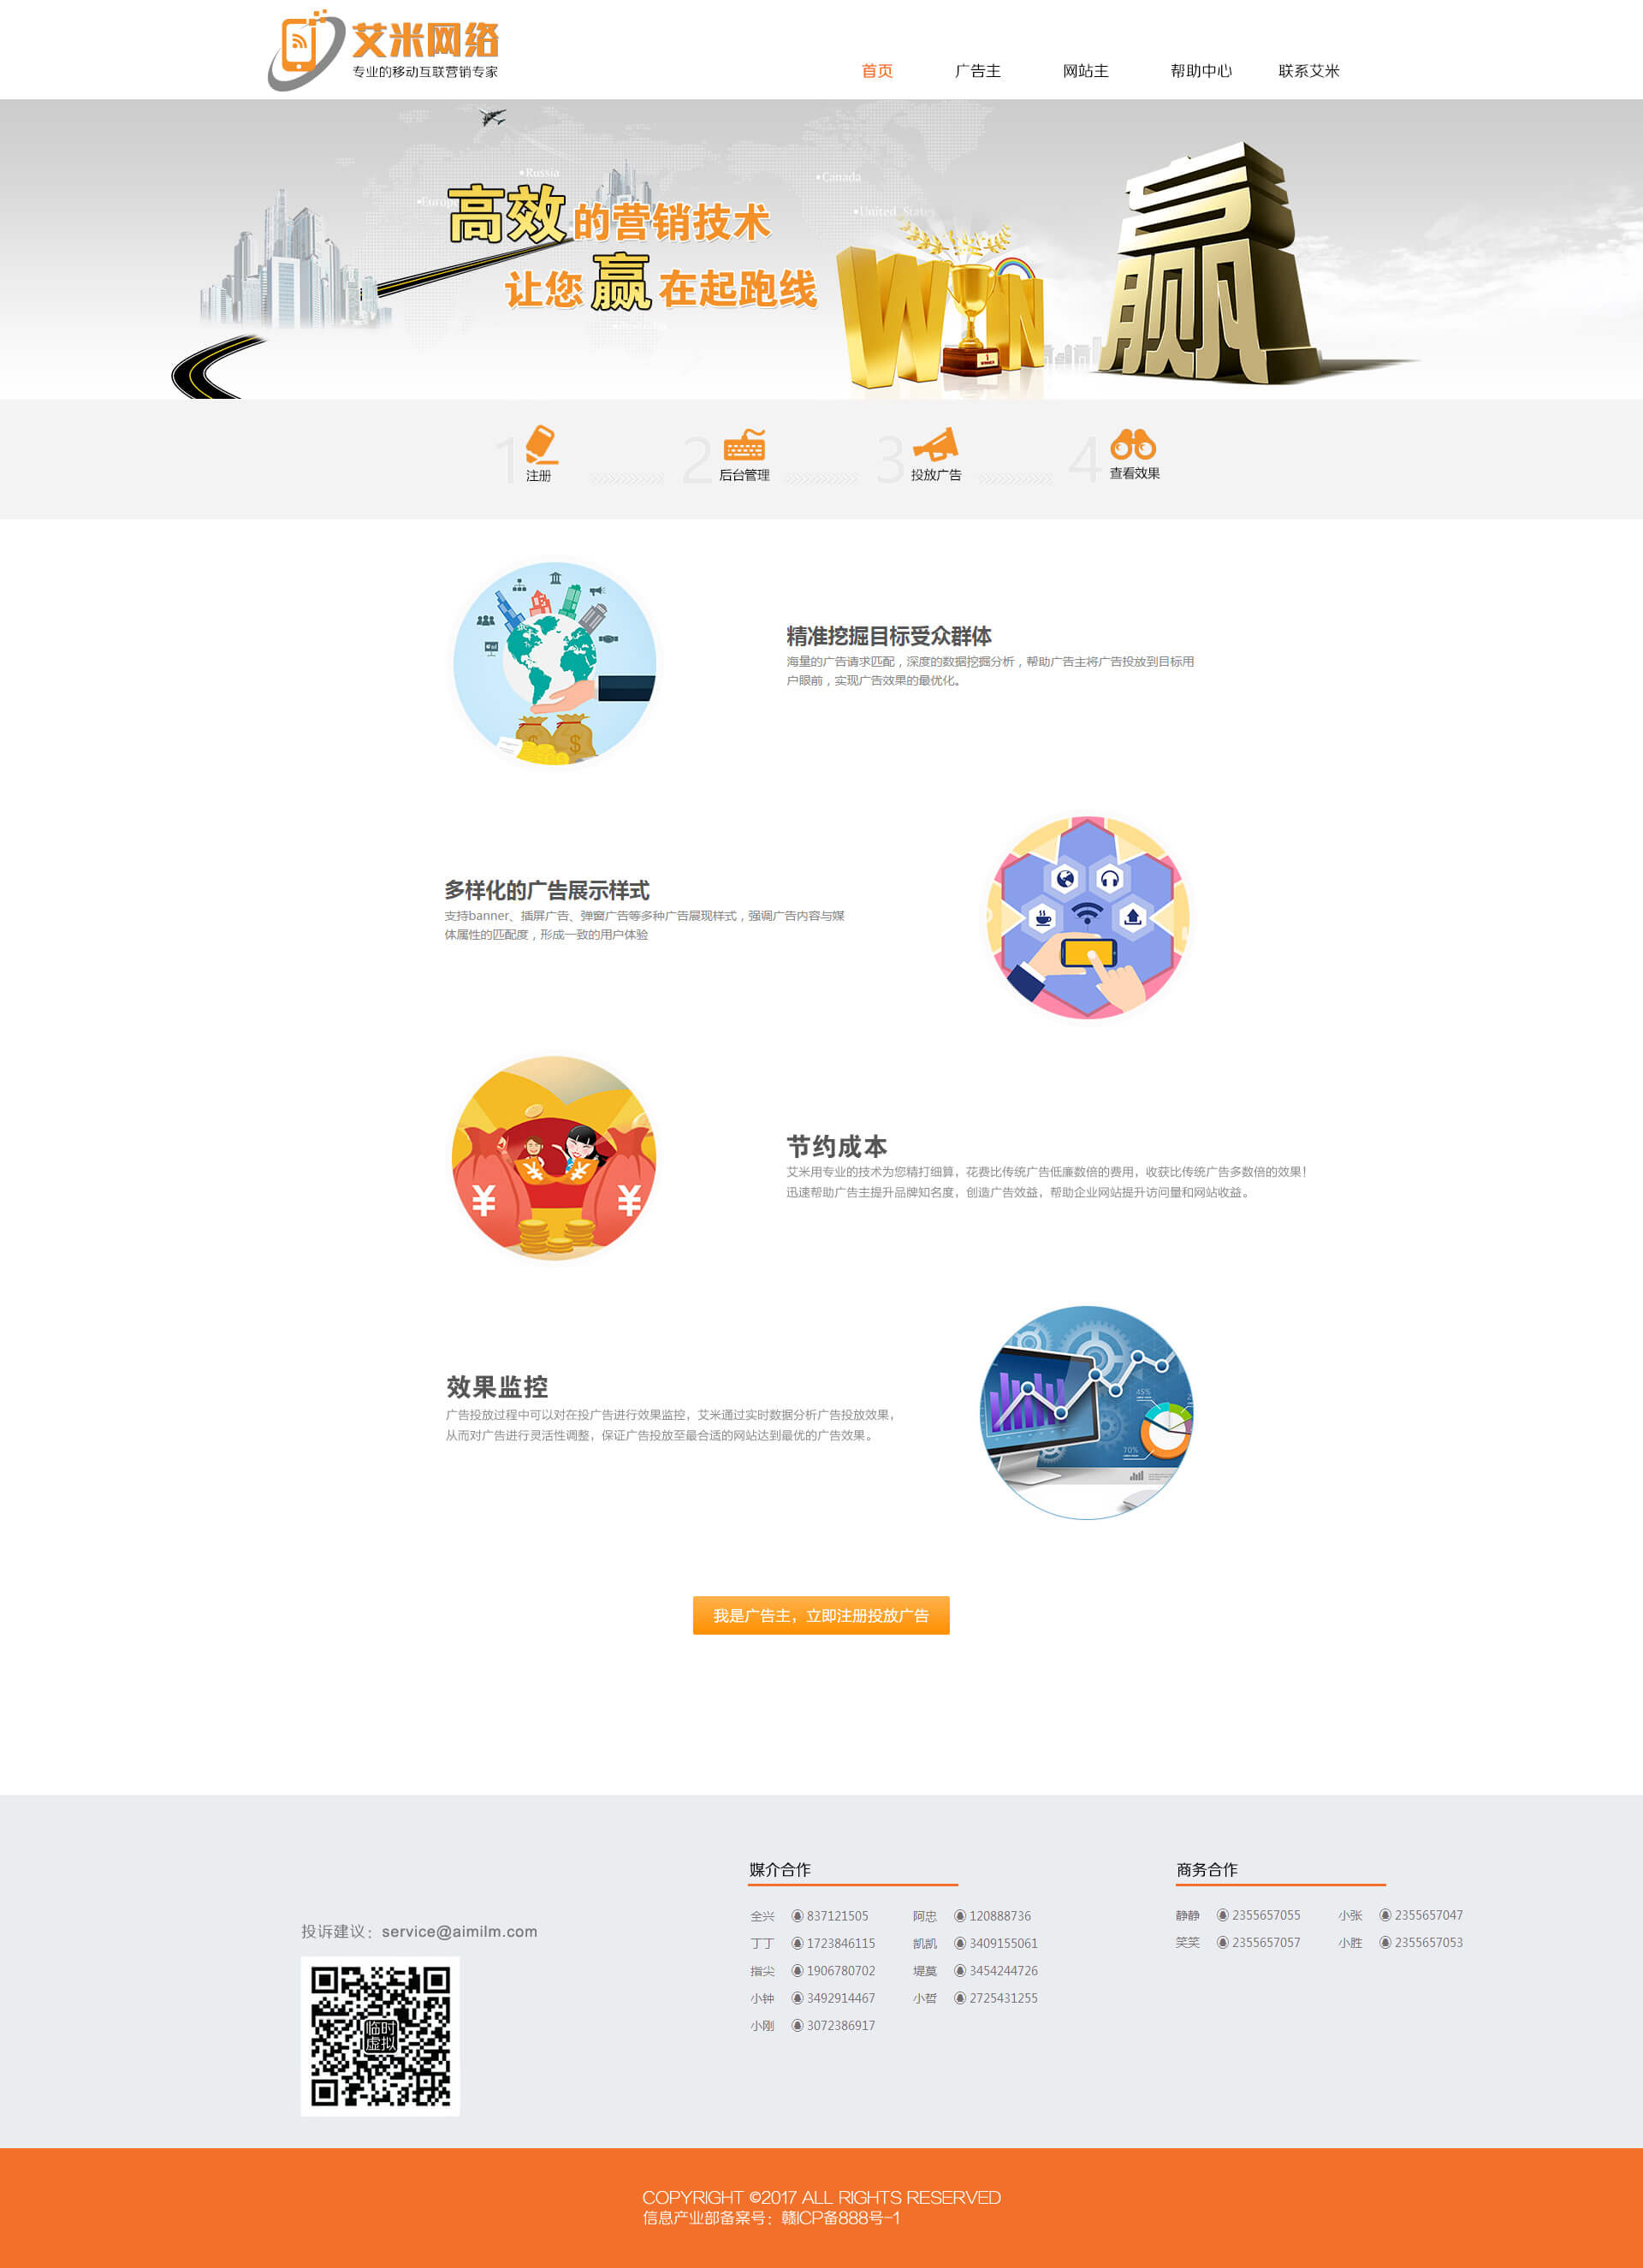 艾米网络
专业的移动互联营销专家
首页 广告主 网站主 帮助中心 联系艾米
Russia
Canada
Europe
United States
高效的营销技术
让您赢在起跑线
WIN
1
赢
1 注册
2 后台管理
3 投放广告
4 查看效果
精准挖掘目标受众群体
海量的广告请求匹配，深度的数据挖掘分析，帮助广告主将广告投放到目标用
户眼前，实现广告效果的最优化。
多样化的广告展示样式
支持banner、插屏广告、弹窗广告等多种广告展现样式，强调广告内容与媒
体属性的匹配度，形成一致的用户体验
节约成本
艾米用专业的技术为您精打细算，花费比传统广告低廉数倍的费用，收获比传统广告多数倍的效果！
迅速帮助广告主提升品牌知名度，创造广告效益，帮助企业网站提升访问量和网站收益。
¥ ¥ ¥ ¥
效果监控
广告投放过程中可以对在投广告进行效果监控，艾米通过实时数据分析广告投放效果，
从而对广告进行灵活性调整，保证广告投放至最合适的网站达到最优的广告效果。
45%
70%
我是广告主，立即注册投放广告
投诉建议：service@aimilm.com
临时
虚拟
媒介合作
全兴 837121505 阿忠 120888736
丁丁 1723846115 凯凯 3409155061
指尖 1906780702 堤莫 3454244726
小钟 3492914467 小哲 2725431255
小刚 3072386917
商务合作
静静 2355657055 小张 2355657047
笑笑 2355657057 小胜 2355657053
COPYRIGHT ©2017 ALL RIGHTS RESERVED
信息产业部备案号：赣ICP备888号-1